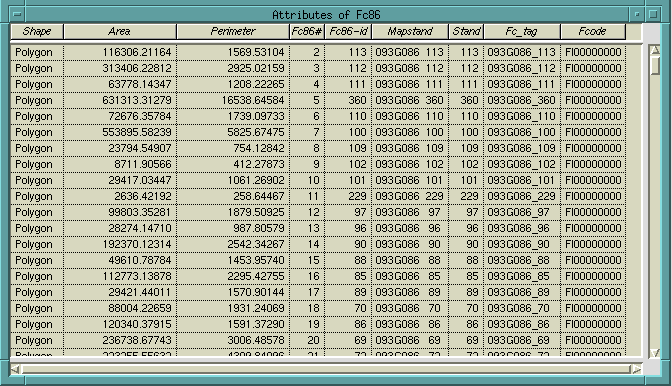 Attributes of Fc86
Shape Area Perimeter Fc86# Fc86-id Mapstand Stand Fc_tag Fcode
Polygon 116306.21164 1569.53104 2 113 093G086 113 113 093G086_113 FI00000000
Polygon 313406.22812 2925.02159 3 112 093G086 112 112 093G086_112 FI00000000
Polygon 63778.14347 1208.22265 4 111 093G086 111 111 093G086_111 FI00000000
Polygon 631313.31279 16538.64584 5 360 093G086 360 360 093G086_360 FI00000000
Polygon 72676.35784 1739.09733 6 110 093G086 110 110 093G086_110 FI00000000
Polygon 553895.58239 5825.67475 7 100 093G086 100 100 093G086_100 FI00000000
Polygon 23794.54907 754.12842 8 109 093G086 109 109 093G086_109 FI00000000
Polygon 8711.90566 412.27873 9 102 093G086 102 102 093G086_102 FI00000000
Polygon 29417.03447 1061.26902 10 101 093G086 101 101 093G086_101 FI00000000
Polygon 2636.42192 258.64467 11 229 093G086 229 229 093G086_229 FI00000000
Polygon 99803.35281 1879.50925 12 97 093G086 97 97 093G086_97 FI00000000
Polygon 28274.14710 987.80579 13 96 093G086 96 96 093G086_96 FI00000000
Polygon 192370.12314 2542.34267 14 90 093G086 90 90 093G086_90 FI00000000
Polygon 49610.78784 1453.95740 15 88 093G086 88 88 093G086_88 FI00000000
Polygon 112773.13878 2295.42755 16 85 093G086 85 85 093G086_85 FI00000000
Polygon 29421.44011 1570.90144 17 89 093G086 89 89 093G086_89 FI00000000
Polygon 88004.22659 1931.24069 18 70 093G086 70 70 093G086_70 FI00000000
Polygon 120340.37915 1591.37290 19 86 093G086 86 86 093G086_86 FI00000000
Polygon 236738.67743 3006.48578 20 69 093G086 69 69 093G086_69 FI00000000
Polygon 21 72 093G086 72 72 093G086_72 FI00000000